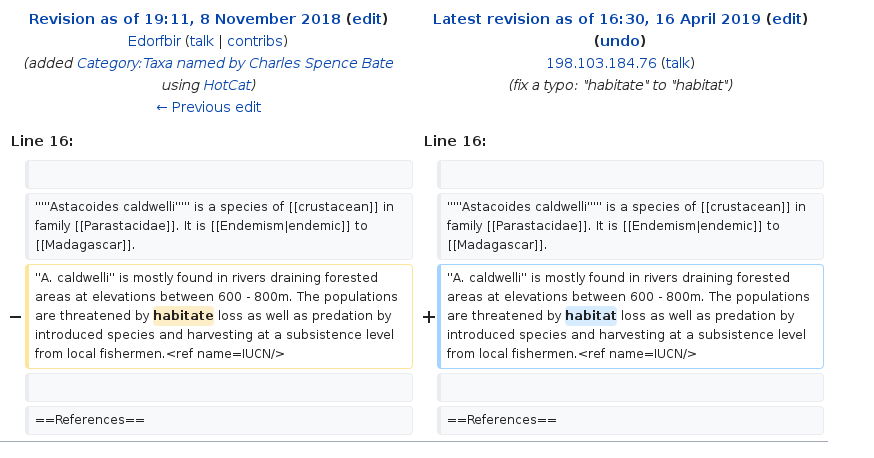 Revision as of 19:11, 8 November 2018 (edit)
Edorfbir (talk | contribs)
(added Category:Taxa named by Charles Spence Bate
using HotCat)
← Previous edit
Latest revision as of 16:30, 16 April 2019 (edit)
(undo)
198.103.184.76 (talk)
(fix a typo: "habitate" to "habitat")
Line 16:
'''''Astacoides caldwelli''''' is a species of [[crustacean]] in
family [[Parastacidae]]. It is [[Endemism|endemic]] to
[[Madagascar]].
− ''A. caldwelli'' is mostly found in rivers draining forested
areas at elevations between 600 - 800m. The populations
are threatened by habitate loss as well as predation by
introduced species and harvesting at a subsistence level
from local fishermen.<ref name=IUCN/>
==References==
Line 16:
'''''Astacoides caldwelli''''' is a species of [[crustacean]] in
family [[Parastacidae]]. It is [[Endemism|endemic]] to
[[Madagascar]].
+ ''A. caldwelli'' is mostly found in rivers draining forested
areas at elevations between 600 - 800m. The populations
are threatened by habitat loss as well as predation by
introduced species and harvesting at a subsistence level
from local fishermen.<ref name=IUCN/>
==References==